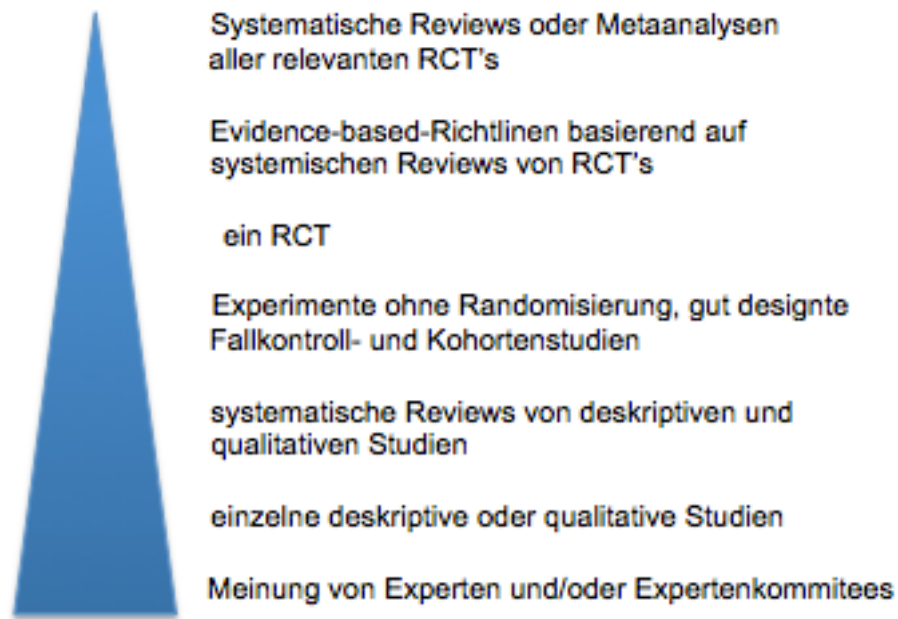 Systematische Reviews oder Metaanalysen
aller relevanten RCT's
Evidence-based-Richtlinen basierend auf
systemischen Reviews von RCT's
ein RCT
Experimente ohne Randomisierung, gut designte
Fallkontroll- und Kohortenstudien
systematische Reviews von deskriptiven und
qualitativen Studien
einzelne deskriptive oder qualitative Studien
Meinung von Experten und/oder Expertenkommitees